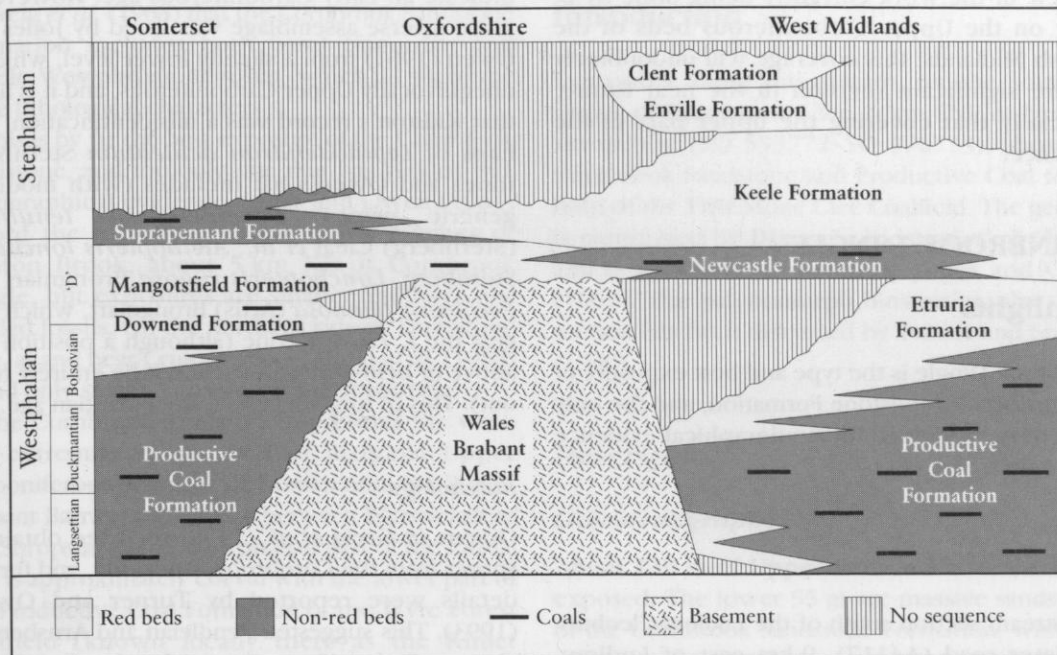 Somerset Oxfordshire West Midlands
Stephanian
Westphalian
'D'
Bolsovian
Duckmantian
Langsettian
Clent Formation
Enville Formation
Keele Formation
Suprapennant Formation
Newcastle Formation
Mangotsfield Formation
Downend Formation
Etruria
Formation
Wales
Brabant
Massif
Productive
Coal
Formation
Productive
Coal
Formation
Red beds Non-red beds Coals Basement No sequence